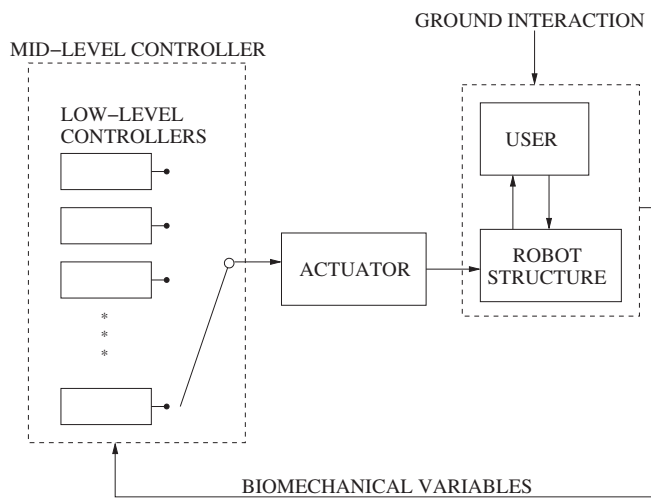 GROUND INTERACTION
MID−LEVEL CONTROLLER
LOW−LEVEL
CONTROLLERS
USER
ACTUATOR
ROBOT
STRUCTURE
*
*
*
BIOMECHANICAL VARIABLES